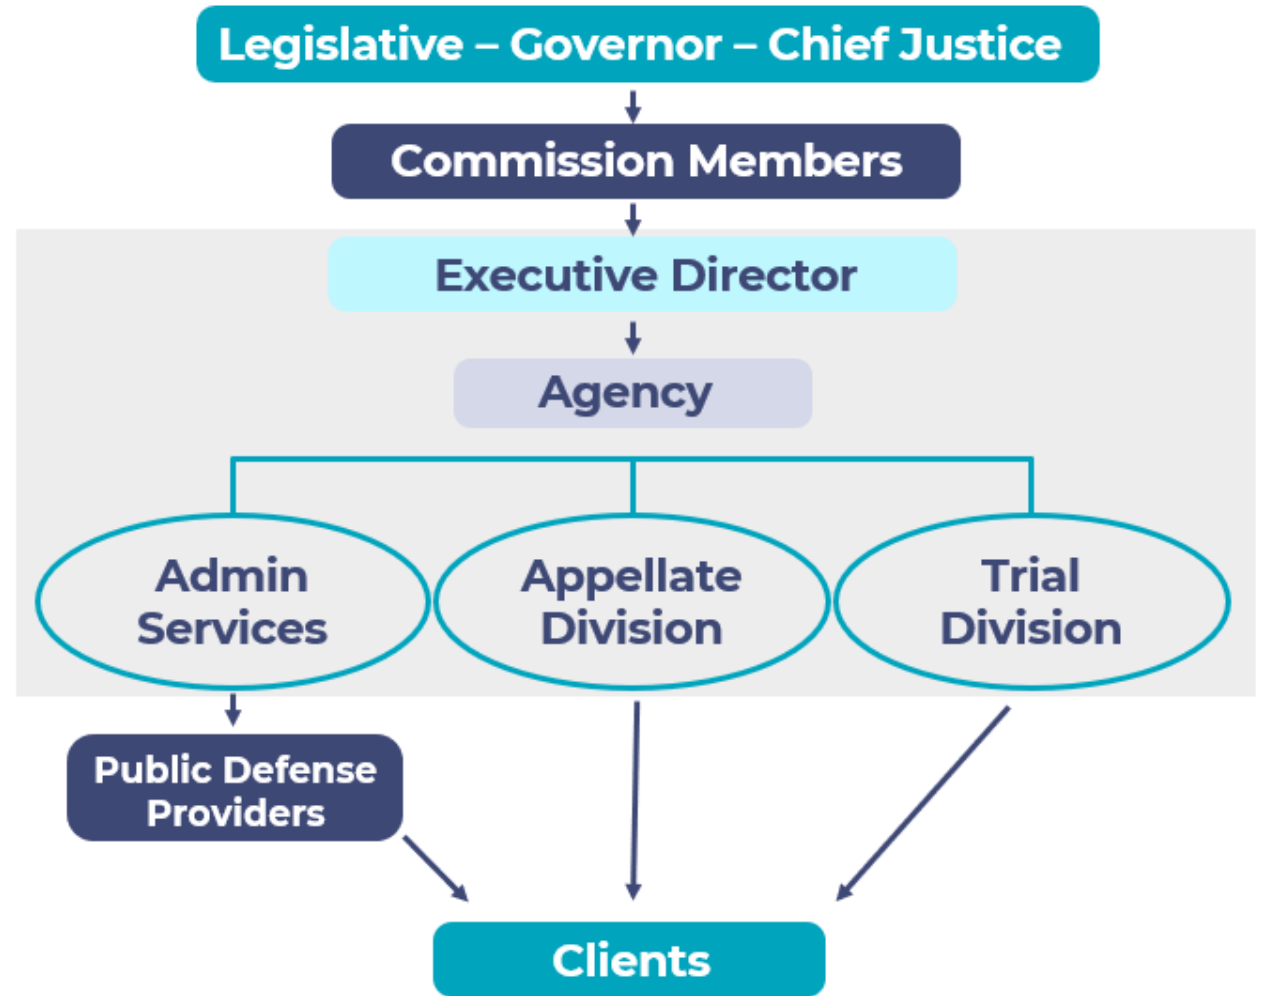 Legislative – Governor – Chief Justice
Commission Members
Executive Director
Agency
Admin
Services
Appellate
Division
Trial
Division
Public Defense
Providers
Clients